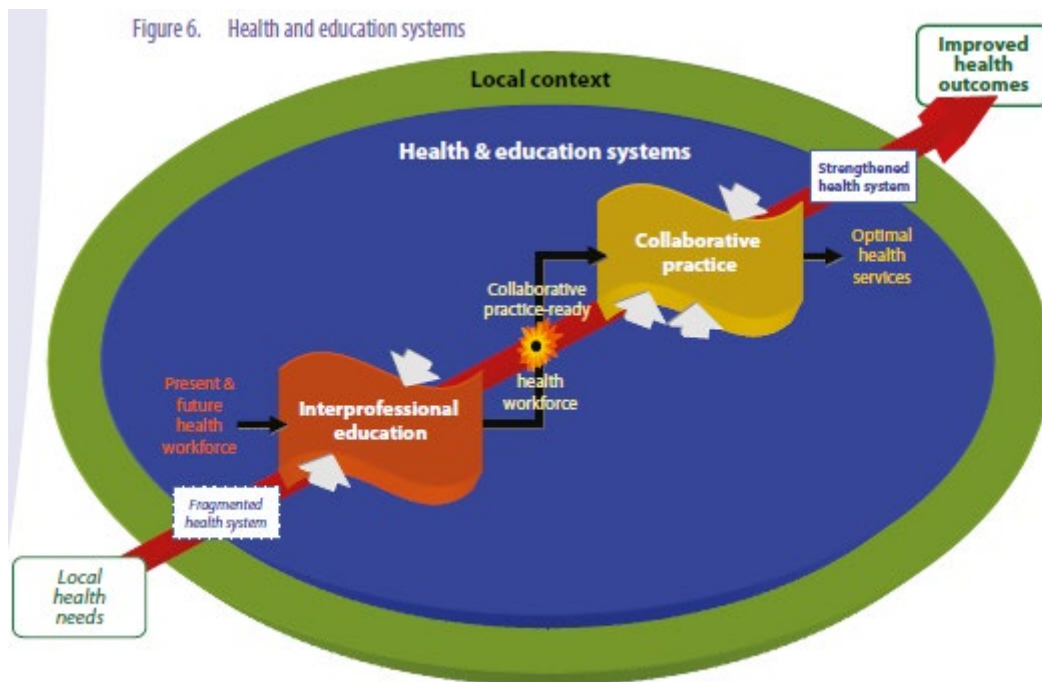 Figure 6. Health and education systems
Improved
health
outcomes
Local context
Health & education systems
Strengthened
health system
Collaborative
practice
Optimal
health
services
Collaborative
practice-ready
health
workforce
Present &
future
health
workforce
Interprofessional
education
Fragmented
health system
Local
health
needs